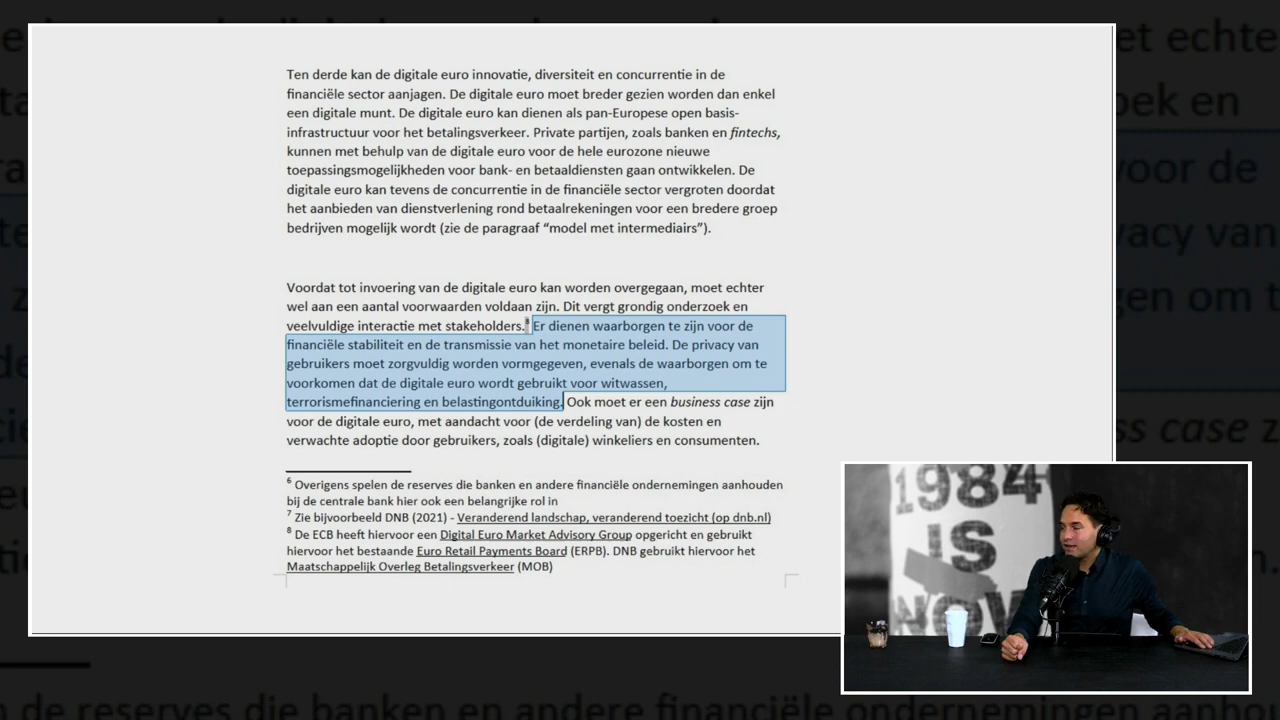 Ten derde kan de digitale euro innovatie, diversiteit en concurrentie in de
financiële sector aanjagen. De digitale euro moet breder gezien worden dan enkel
een digitale munt. De digitale euro kan dienen als pan-Europese open basis-
infrastructuur voor het betalingsverkeer. Private partijen, zoals banken en fintechs,
kunnen met behulp van de digitale euro voor de hele eurozone nieuwe
toepassingsmogelijkheden voor bank- en betaaldiensten gaan ontwikkelen. De
digitale euro kan tevens de concurrentie in de financiële sector vergroten doordat
het aanbieden van dienstverlening rond betaalrekeningen voor een bredere groep
bedrijven mogelijk wordt (zie de paragraaf “model met intermediairs”).
Voordat tot invoering van de digitale euro kan worden overgegaan, moet echter
wel aan een aantal voorwaarden voldaan zijn. Dit vergt grondig onderzoek en
veelvuldige interactie met stakeholders.⁸ Er dienen waarborgen te zijn voor de
financiële stabiliteit en de transmissie van het monetaire beleid. De privacy van
gebruikers moet zorgvuldig worden vormgegeven, evenals de waarborgen om te
voorkomen dat de digitale euro wordt gebruikt voor witwassen,
terrorismefinanciering en belastingontduiking. Ook moet er een business case zijn
voor de digitale euro, met aandacht voor (de verdeling van) de kosten en
verwachte adoptie door gebruikers, zoals (digitale) winkeliers en consumenten.
⁶ Overigens spelen de reserves die banken en andere financiële ondernemingen aanhouden
bij de centrale bank hier ook een belangrijke rol in
⁷ Zie bijvoorbeeld DNB (2021) - Veranderend landschap, veranderend toezicht (op dnb.nl)
⁸ De ECB heeft hiervoor een Digital Euro Market Advisory Group opgericht en gebruikt
hiervoor het bestaande Euro Retail Payments Board (ERPB). DNB gebruikt hiervoor het
Maatschappelijk Overleg Betalingsverkeer (MOB)
1984
IS
NOW